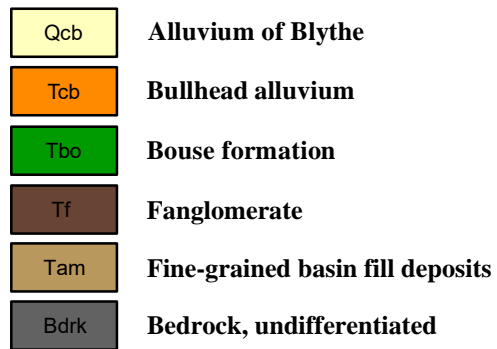 Qcb Alluvium of Blythe
Tcb Bullhead alluvium
Tbo Bouse formation
Tf Fanglomerate
Tam Fine-grained basin fill deposits
Bdrk Bedrock, undifferentiated